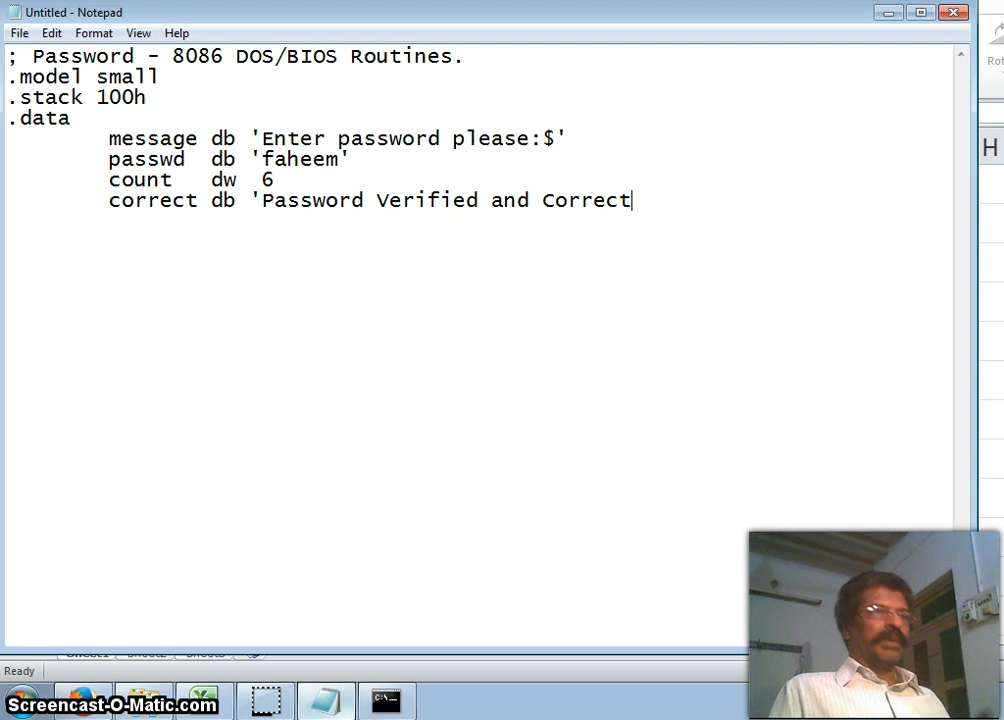 Untitled - Notepad
File Edit Format View Help
; Password - 8086 DOS/BIOS Routines.
.model small
.stack 100h
.data
message db 'Enter password please:$'
passwd db 'faheem'
count dw 6
correct db 'Password Verified and Correct
Rot
H
Ready
C:\
Screencast-O-Matic.com